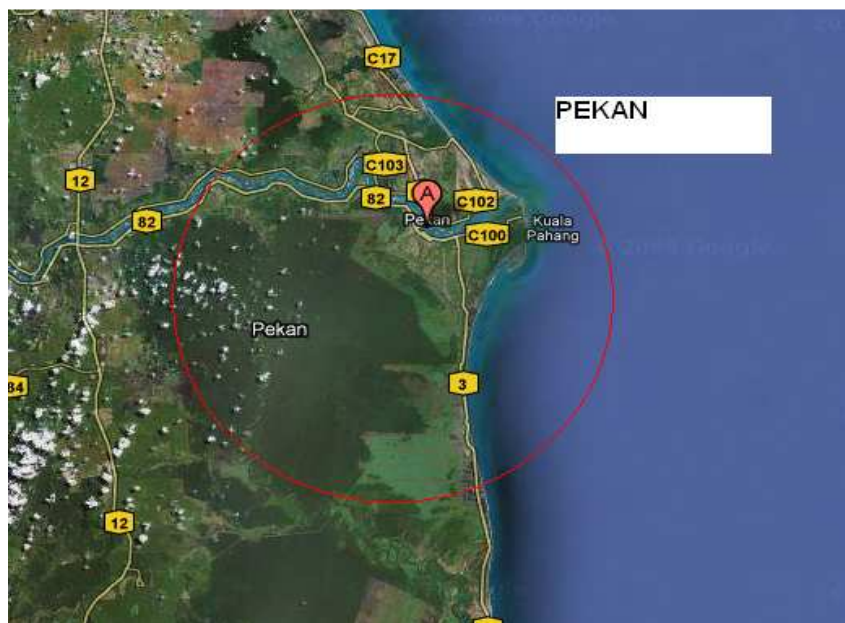 C17
PEKAN
12
C103
82
A
C102
Pekan
82
C100
Kuala
Pahang
Pekan
3
84
12